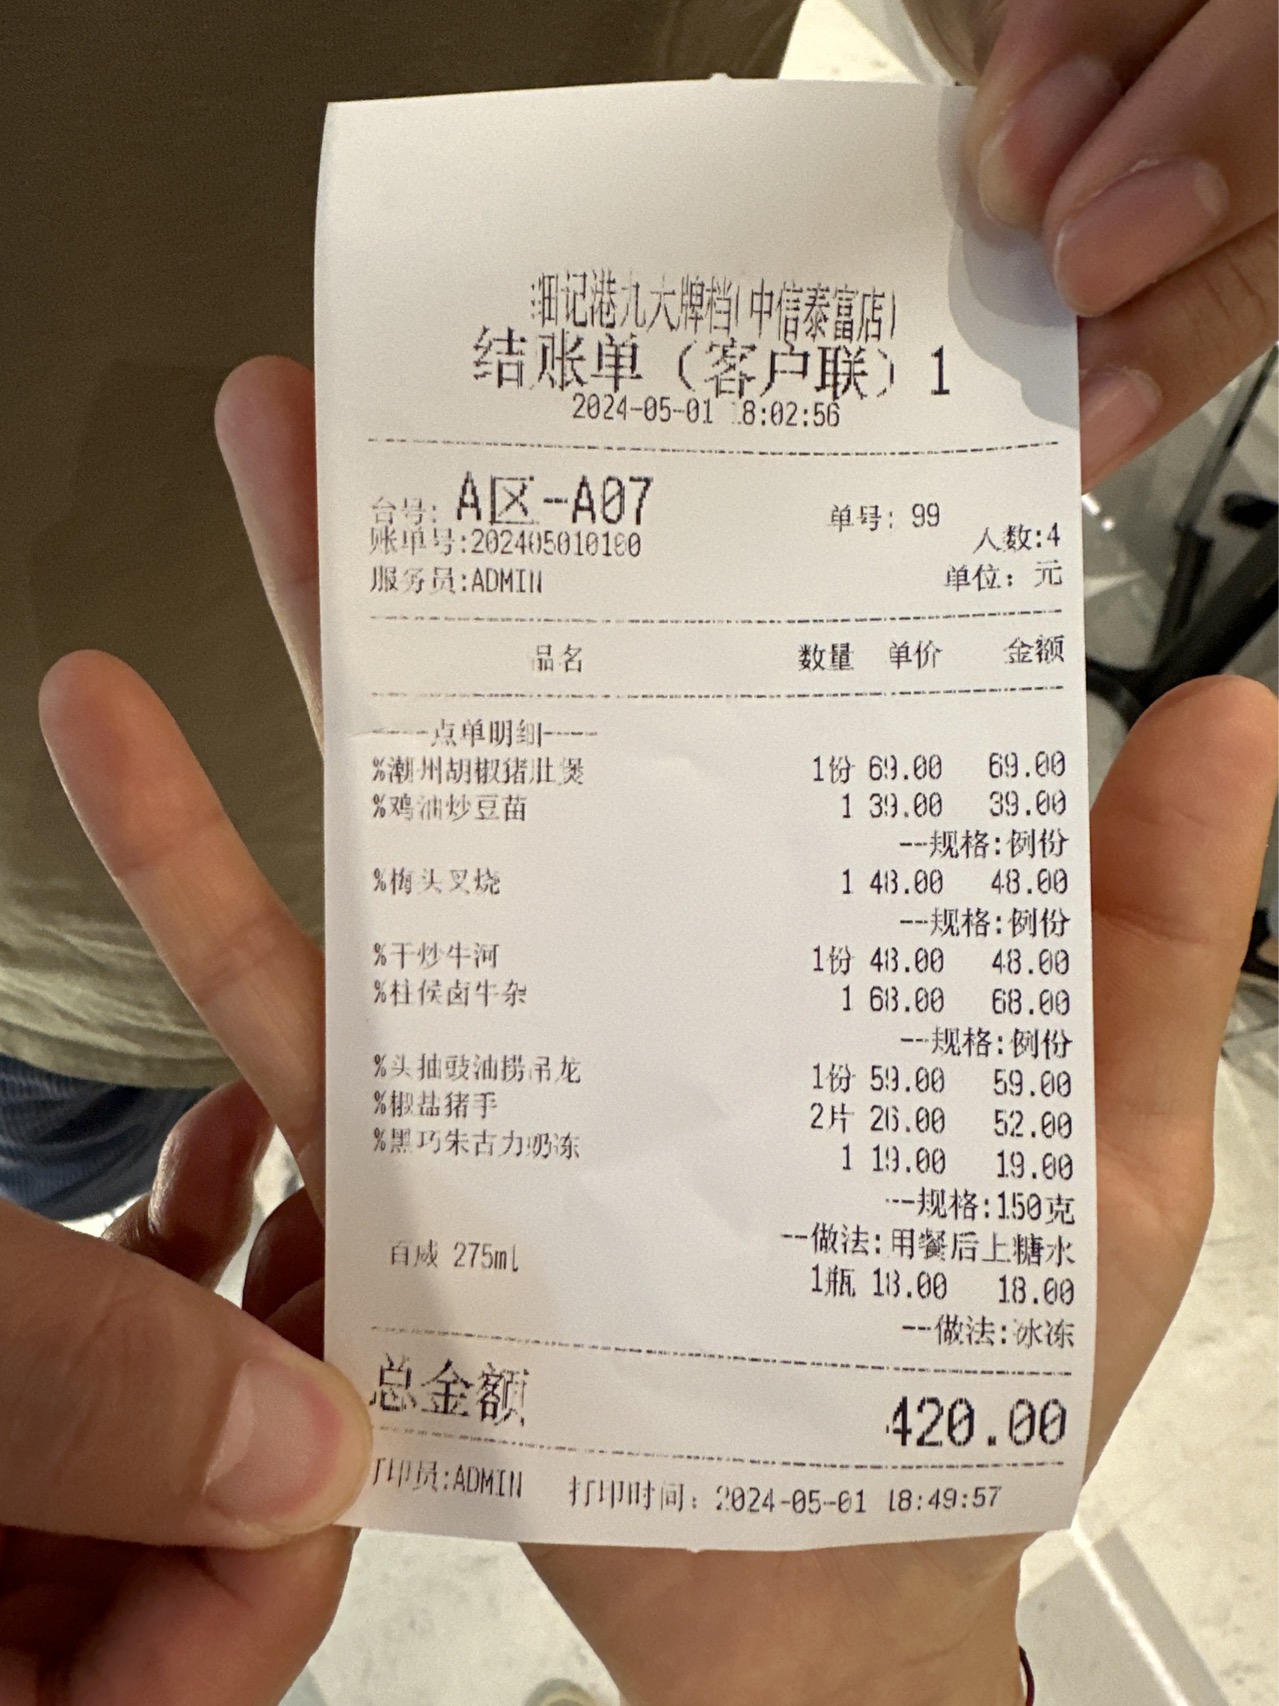 细记港九大牌档(中信泰富店)
结账单（客户联）1
2024-05-01 18:02:56
台号: A区-A07 单号: 99
账单号:202405010100 人数:4
服务员:ADMIN 单位: 元
品名 数量 单价 金额
----点单明细----
%潮州胡椒猪肚煲 1份 69.00 69.00
%鸡油炒豆苗 1 39.00 39.00
--规格:例份
%梅头叉烧 1 48.00 48.00
--规格:例份
%干炒牛河 1份 48.00 48.00
%柱侯卤牛杂 1 68.00 68.00
--规格:例份
%头抽豉油捞吊龙 1份 59.00 59.00
%椒盐猪手 2片 26.00 52.00
%黑巧朱古力奶冻 1 19.00 19.00
--规格:150克
--做法:用餐后上糖水
百威 275ml 1瓶 18.00 18.00
--做法:冰冻
总金额 420.00
打印员:ADMIN 打印时间: 2024-05-01 18:49:57